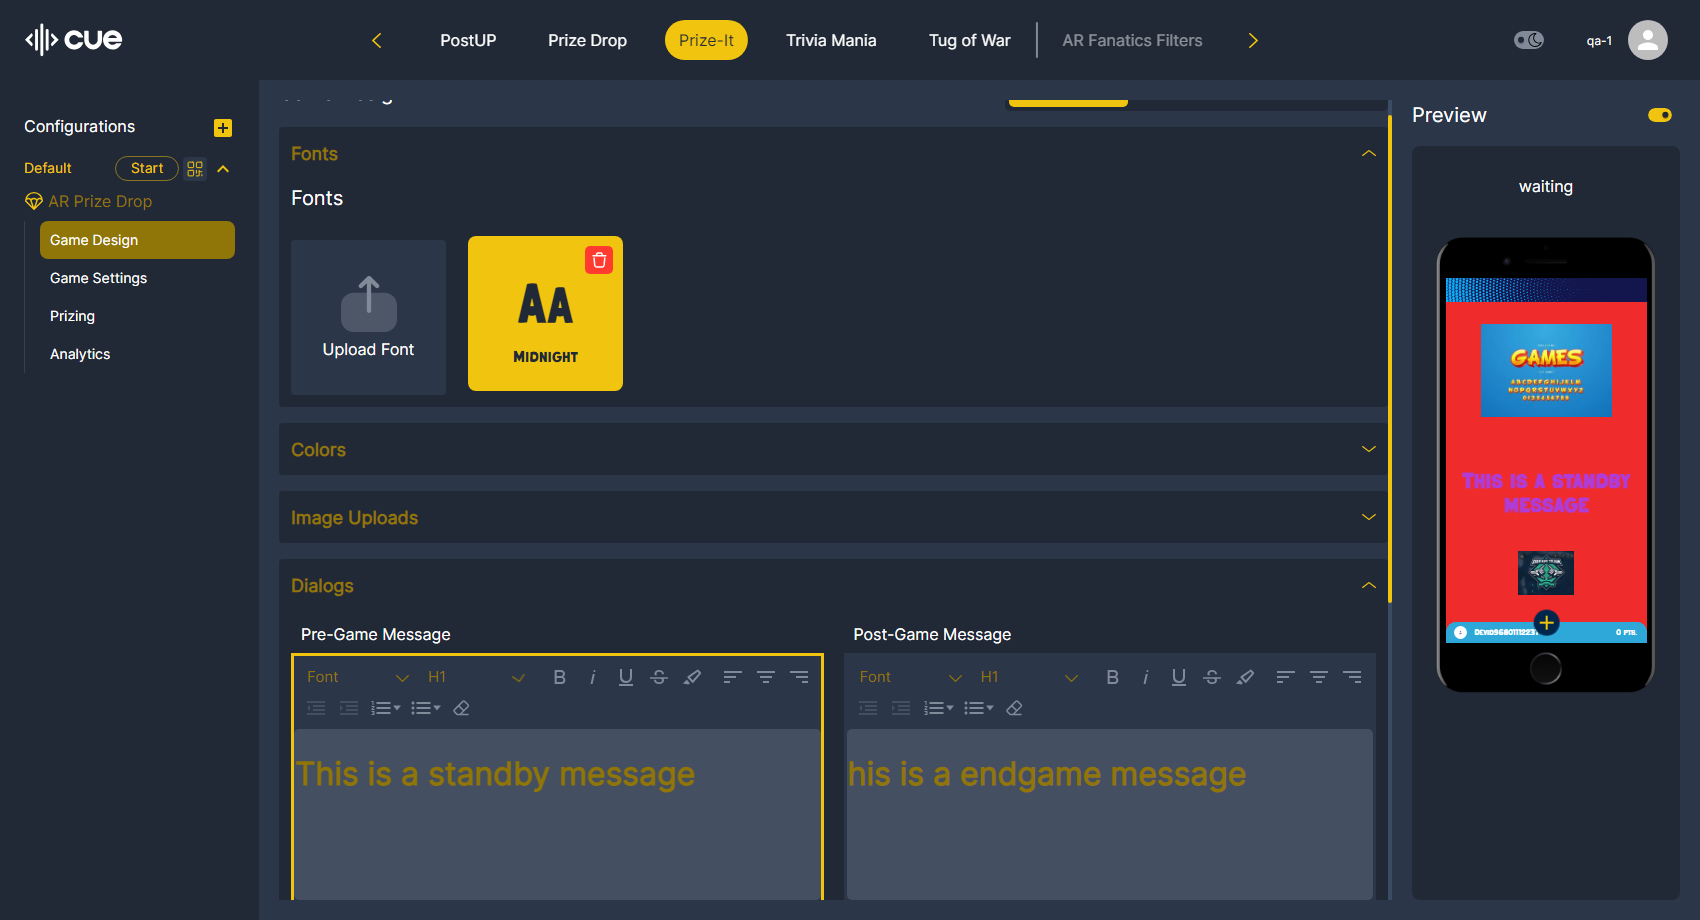 cue
PostUP
Prize Drop
Prize-It
Trivia Mania
Tug of War
AR Fanatics Filters
qa-1
Configurations
Default
Start
AR Prize Drop
Game Design
Game Settings
Prizing
Analytics
Fonts
Fonts
Upload Font
AA
MIDNIGHT
Colors
Image Uploads
Dialogs
Pre-Game Message
Font
H1
B i U S
This is a standby message
Post-Game Message
Font
H1
B i U S
his is a endgame message
Preview
waiting
GAMES
ABCDEFGHIJKLM
NOPQRSTUVWXYZ
0123456789
THIS IS A STANDBY
MESSAGE
0 PTS.